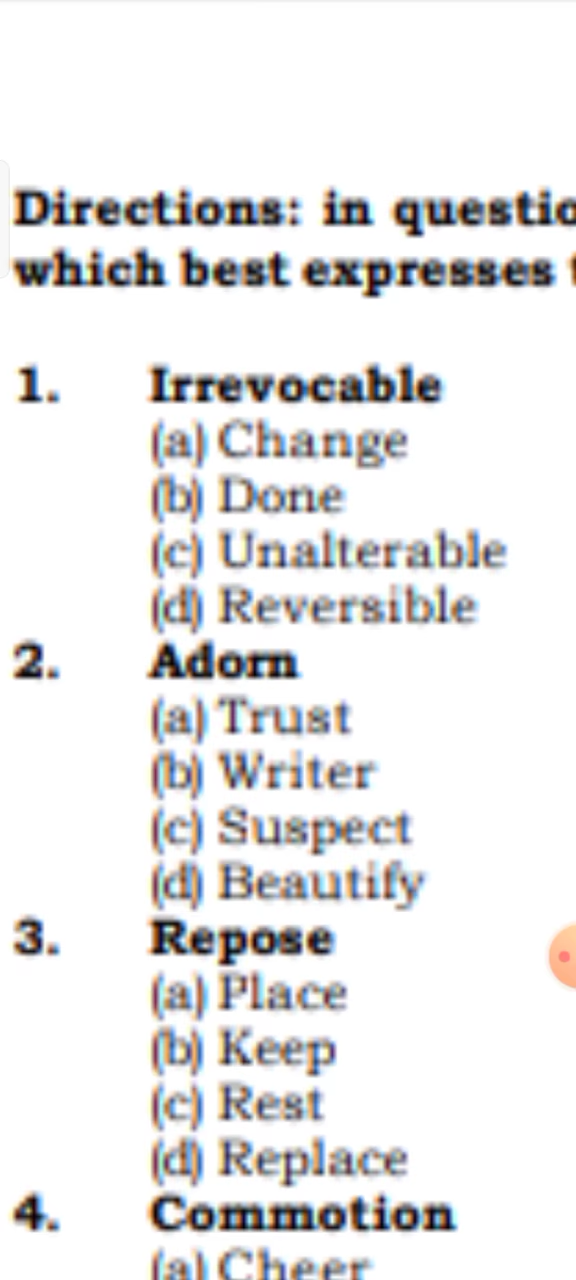 Directions: in questio
which best expresses t
1. Irrevocable
(a) Change
(b) Done
(c) Unalterable
(d) Reversible
2. Adorn
(a) Trust
(b) Writer
(c) Suspect
(d) Beautify
3. Repose
(a) Place
(b) Keep
(c) Rest
(d) Replace
4. Commotion
(a) Cheer